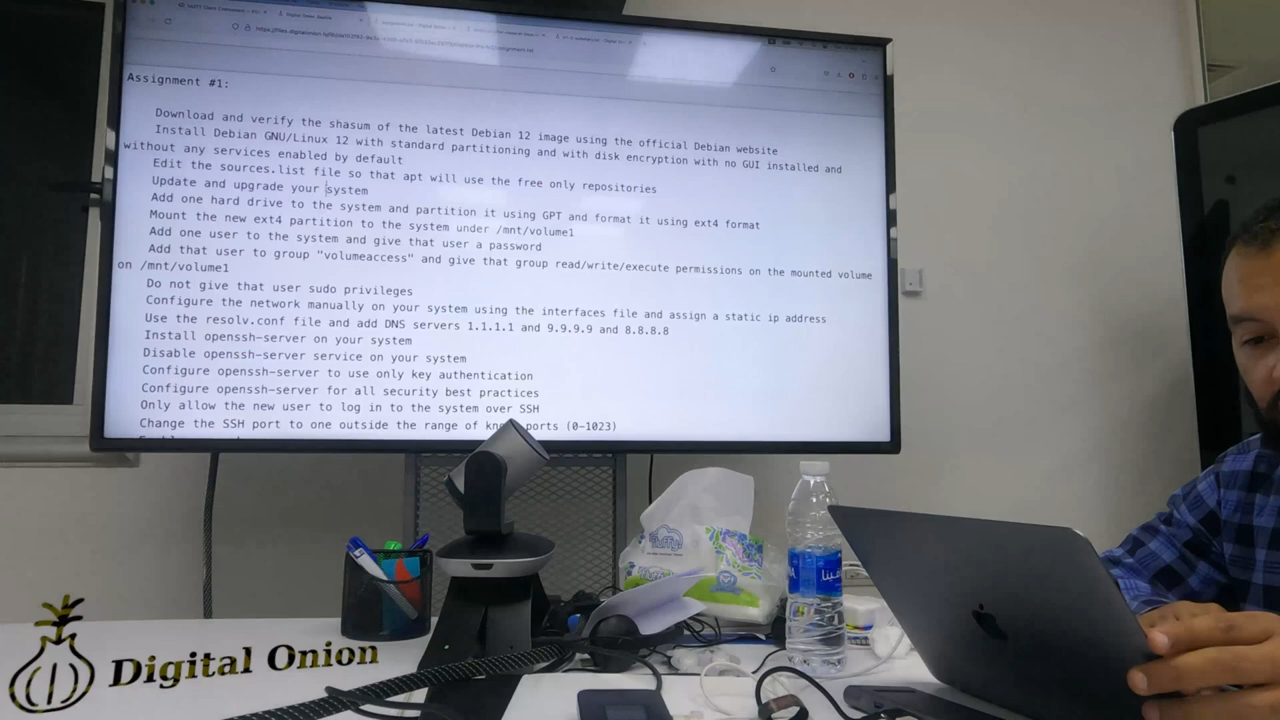 Assignment #1:
Download and verify the shasum of the latest Debian 12 image using the official Debian website
Install Debian GNU/Linux 12 with standard partitioning and with disk encryption with no GUI installed and
without any services enabled by default
Edit the sources.list file so that apt will use the free only repositories
Update and upgrade your system
Add one hard drive to the system and partition it using GPT and format it using ext4 format
Mount the new ext4 partition to the system under /mnt/volume1
Add one user to the system and give that user a password
Add that user to group "volumeaccess" and give that group read/write/execute permissions on the mounted volume
on /mnt/volume1
Do not give that user sudo privileges
Configure the network manually on your system using the interfaces file and assign a static ip address
Use the resolv.conf file and add DNS servers 1.1.1.1 and 9.9.9.9 and 8.8.8.8
Install openssh-server on your system
Disable openssh-server service on your system
Configure openssh-server to use only key authentication
Configure openssh-server for all security best practices
Only allow the new user to log in to the system over SSH
Change the SSH port to one outside the range of ports (0-1023)
Fluffy
Digital Onion